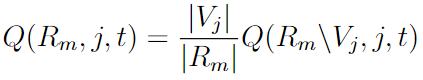 Q(R_m, j, t) = \frac{|V_j|}{|R_m|} Q(R_m \backslash V_j, j, t)